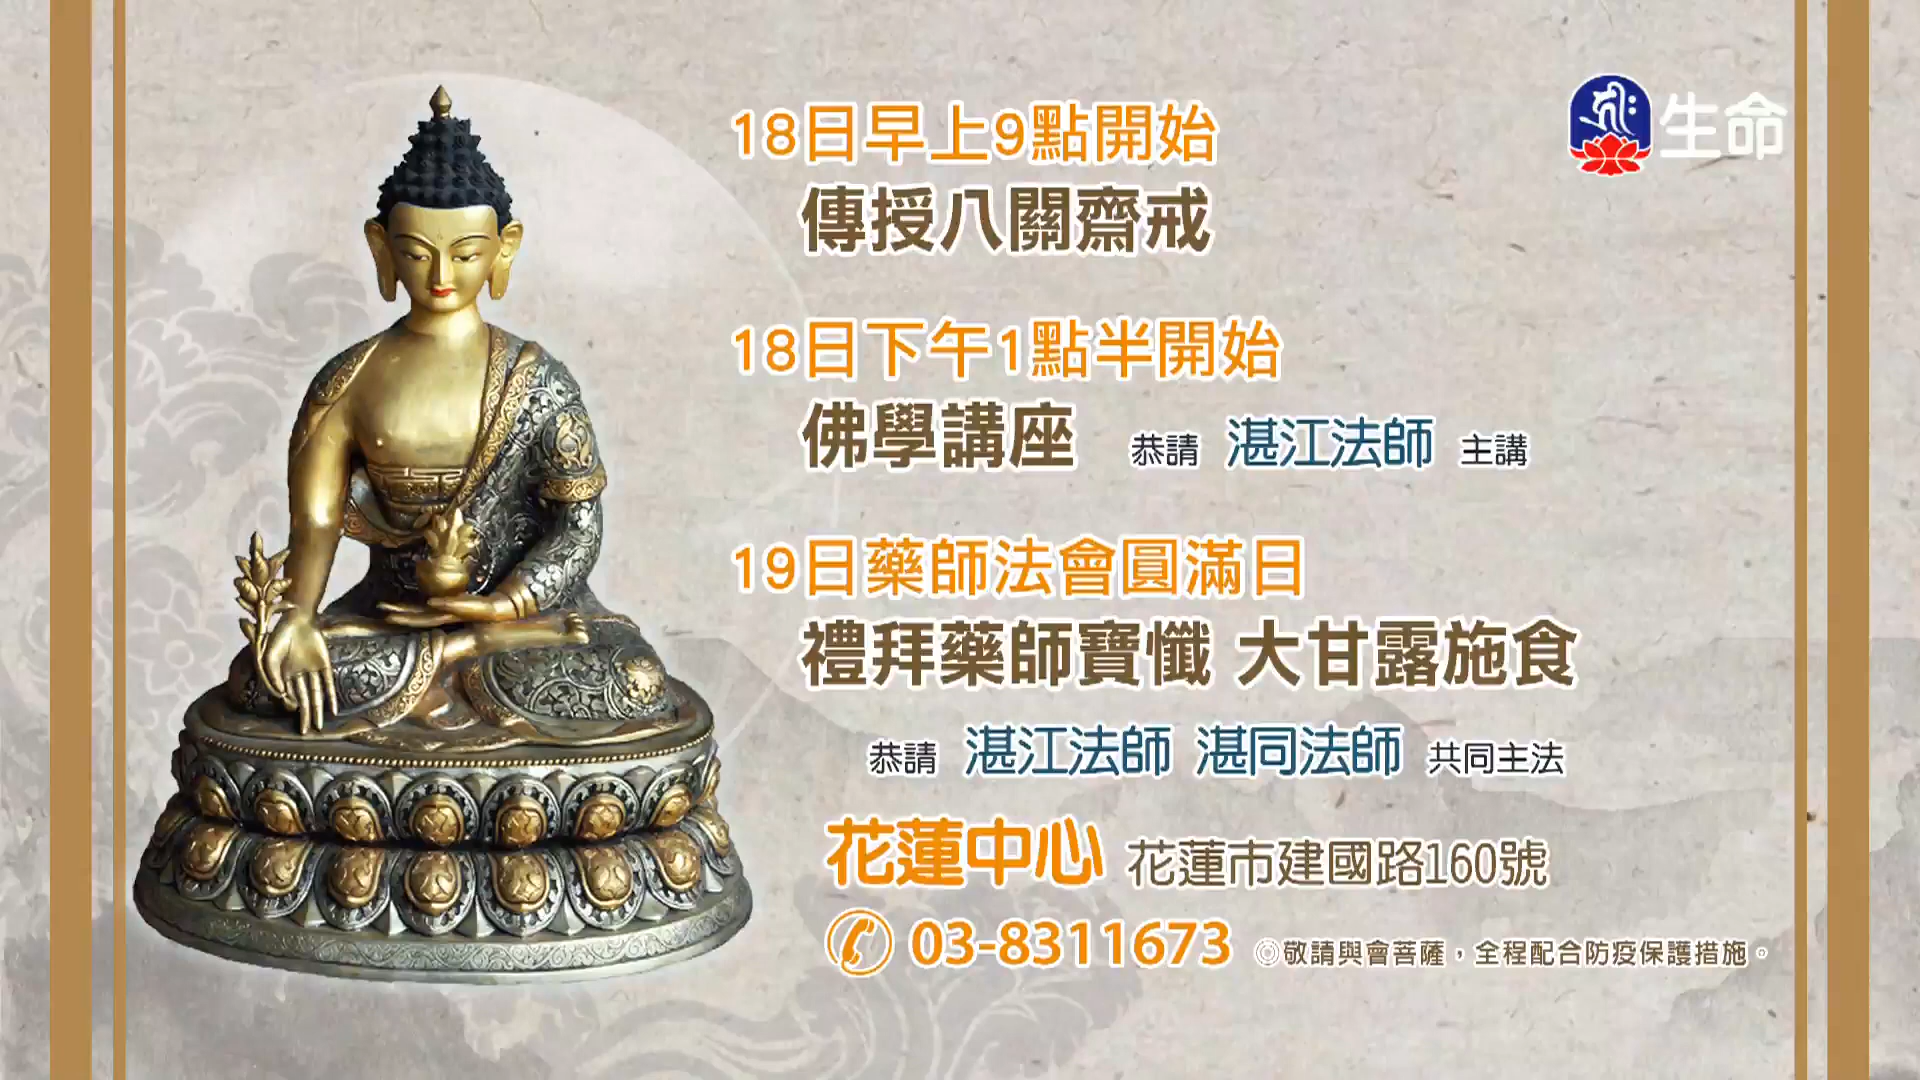 生命
18日早上9點開始
傳授八關齋戒
18日下午1點半開始
佛學講座 恭請 湛江法師 主講
19日藥師法會圓滿日
禮拜藥師寶懺 大甘露施食
恭請 湛江法師 湛同法師 共同主法
花蓮中心 花蓮市建國路160號
03-8311673 ◎敬請與會菩薩，全程配合防疫保護措施。